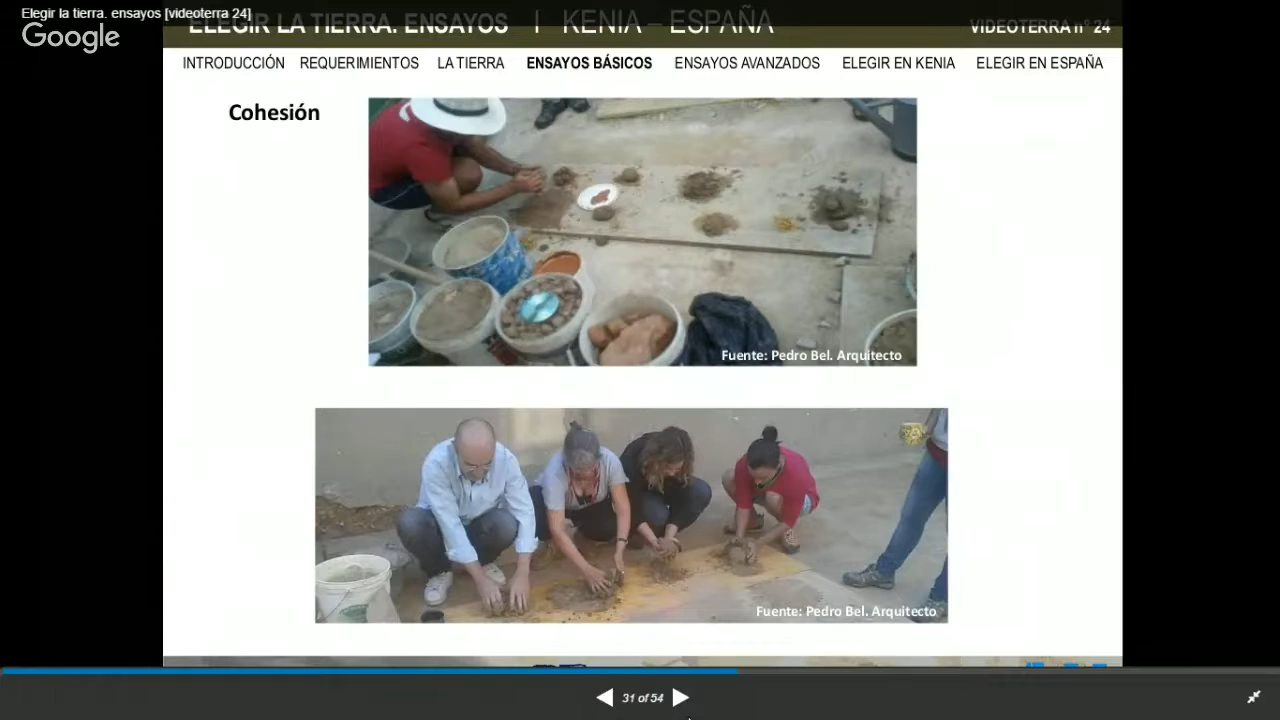 Elegir la tierra. ensayos [videoterra 24]
Google
ELEGIR LA TIERRA. ENSAYOS | KENIA – ESPAÑA VIDEOTERRA nº 24
INTRODUCCIÓN REQUERIMIENTOS LA TIERRA ENSAYOS BÁSICOS ENSAYOS AVANZADOS ELEGIR EN KENIA ELEGIR EN ESPAÑA
Cohesión
Fuente: Pedro Bel. Arquitecto
Fuente: Pedro Bel. Arquitecto
31 of 54